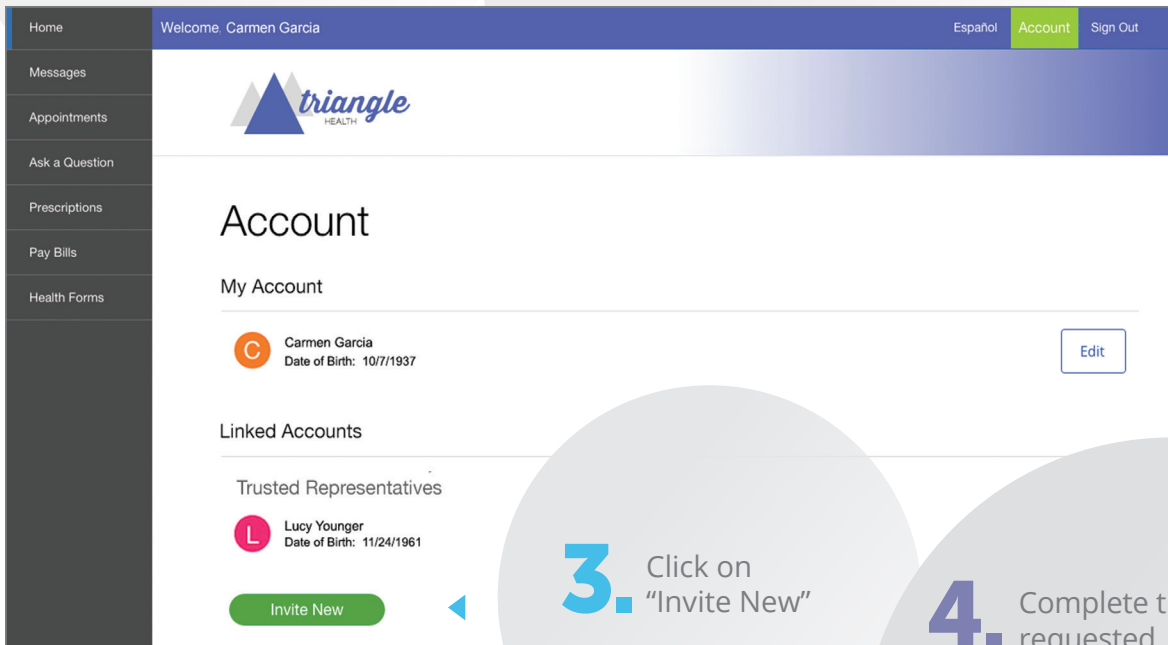 Home
Messages
Appointments
Ask a Question
Prescriptions
Pay Bills
Health Forms
Welcome, Carmen Garcia
Español Account Sign Out
triangle
HEALTH
Account
My Account
C
Carmen Garcia
Date of Birth: 10/7/1937
Edit
Linked Accounts
Trusted Representatives
L
Lucy Younger
Date of Birth: 11/24/1961
Invite New
3. Click on
“Invite New”
4. Complete t
requested